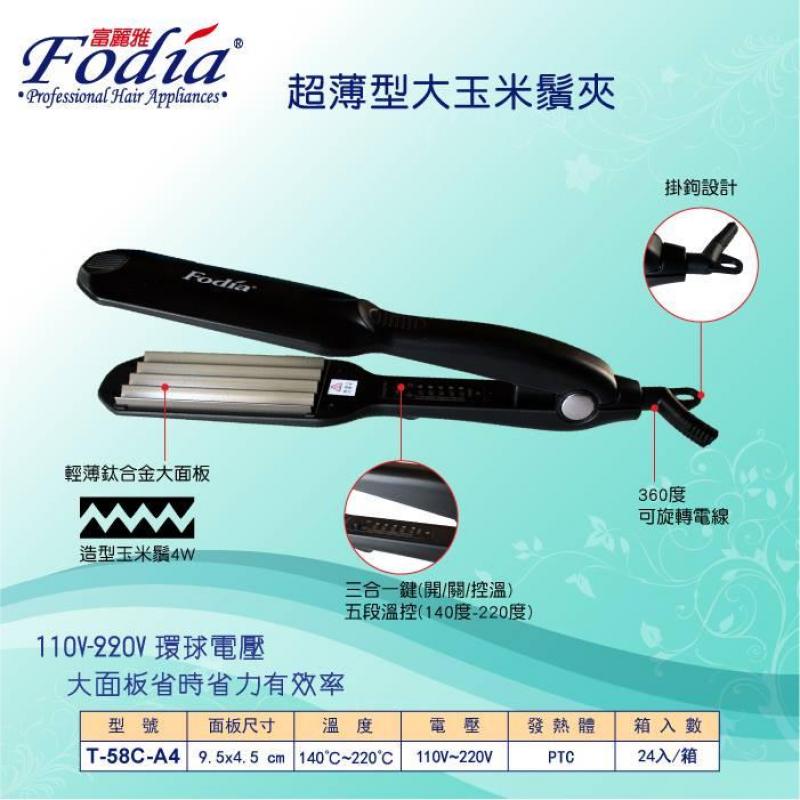 富麗雅
Fodia®
•Professional Hair Appliances•
超薄型大玉米鬚夾
掛鉤設計
Fodia
輕薄鈦合金大面板
造型玉米鬚4W
360度
可旋轉電線
三合一鍵(開/關/控溫)
五段溫控(140度-220度)
110V-220V 環球電壓
大面板省時省力有效率
型 號 面板尺寸 溫 度 電 壓 發 熱 體 箱 入 數
T-58C-A4 9.5x4.5 cm 140℃~220℃ 110V~220V PTC 24入/箱